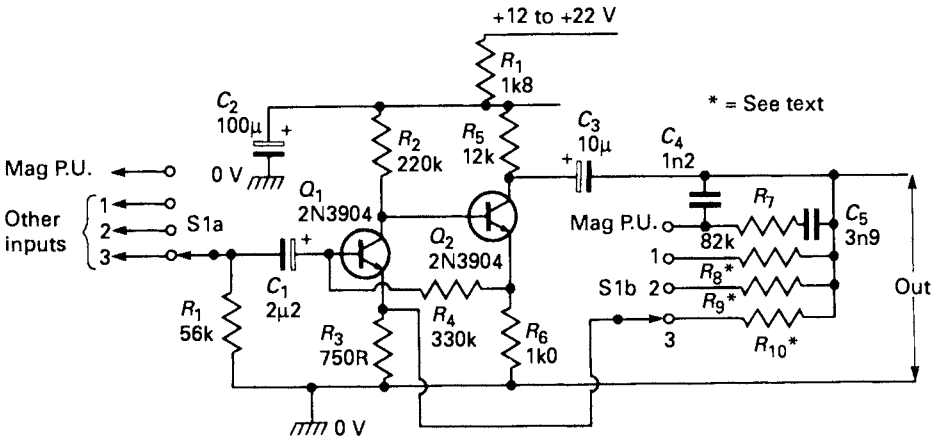 +12 to +22 V
R1
1k8
* = See text
C2
100µ
+
0 V
R2
220k
R5
12k
C3
10µ
+
C4
1n2
Mag P.U.
Other
inputs
1
2
3
S1a
Q1
2N3904
Q2
2N3904
Mag P.U.
R7
82k
C5
3n9
1
S1b 2
3
R8*
R9*
R10*
Out
+
C1
2µ2
R1
56k
R3
750R
R4
330k
R6
1k0
0 V